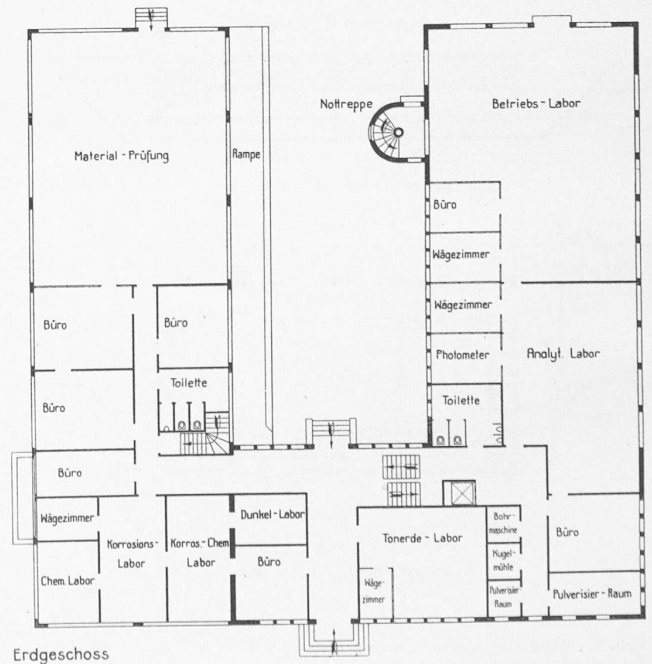 Nottreppe
Betriebs-Labor
Material-Prüfung
Rampe
Büro
Wägezimmer
Wägezimmer
Büro
Büro
Photometer
Analyt. Labor
Toilette
Toilette
Büro
Büro
Wägezimmer
Dunkel-Labor
Bohr-
maschine
Korrosions-
Labor
Korros.-Chem.
Labor
Tonerde-Labor
Büro
Kugel-
mühle
Chem. Labor
Büro
Wäge-
zimmer
Pulverisier-
Raum
Pulverisier-Raum
Erdgeschoss